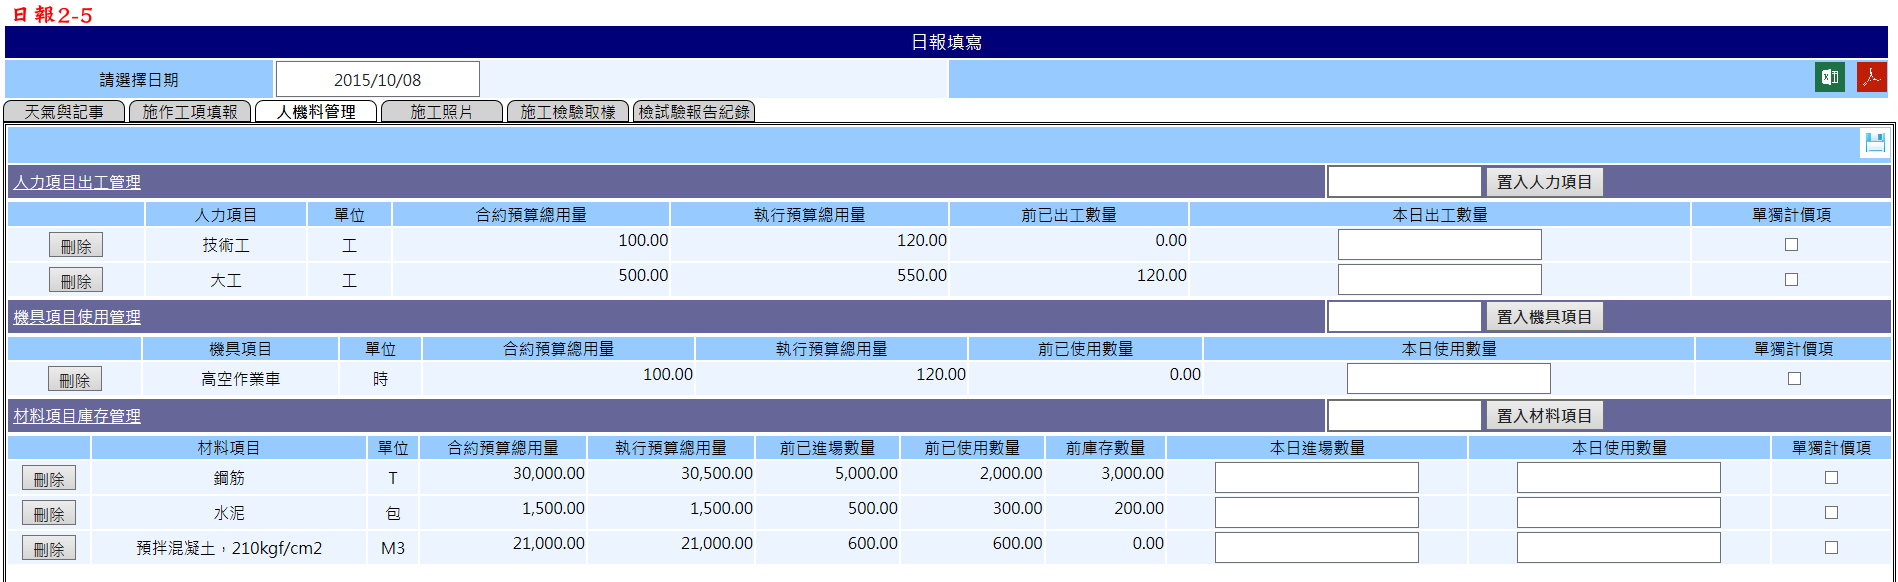 日報2-5
日報填寫
請選擇日期 2015/10/08
天氣與記事 施作工項填報 人機料管理 施工照片 施工檢驗取樣 檢試驗報告紀錄
人力項目出工管理 置入人力項目
人力項目 單位 合約預算總用量 執行預算總用量 前已出工數量 本日出工數量 單獨計價項
刪除 技術工 工 100.00 120.00 0.00
刪除 大工 工 500.00 550.00 120.00
機具項目使用管理 置入機具項目
機具項目 單位 合約預算總用量 執行預算總用量 前已使用數量 本日使用數量 單獨計價項
刪除 高空作業車 時 100.00 120.00 0.00
材料項目庫存管理 置入材料項目
材料項目 單位 合約預算總用量 執行預算總用量 前已進場數量 前已使用數量 前庫存數量 本日進場數量 本日使用數量 單獨計價項
刪除 鋼筋 T 30,000.00 30,500.00 5,000.00 2,000.00 3,000.00
刪除 水泥 包 1,500.00 1,500.00 500.00 300.00 200.00
刪除 預拌混凝土，210kgf/cm2 M3 21,000.00 21,000.00 600.00 600.00 0.00